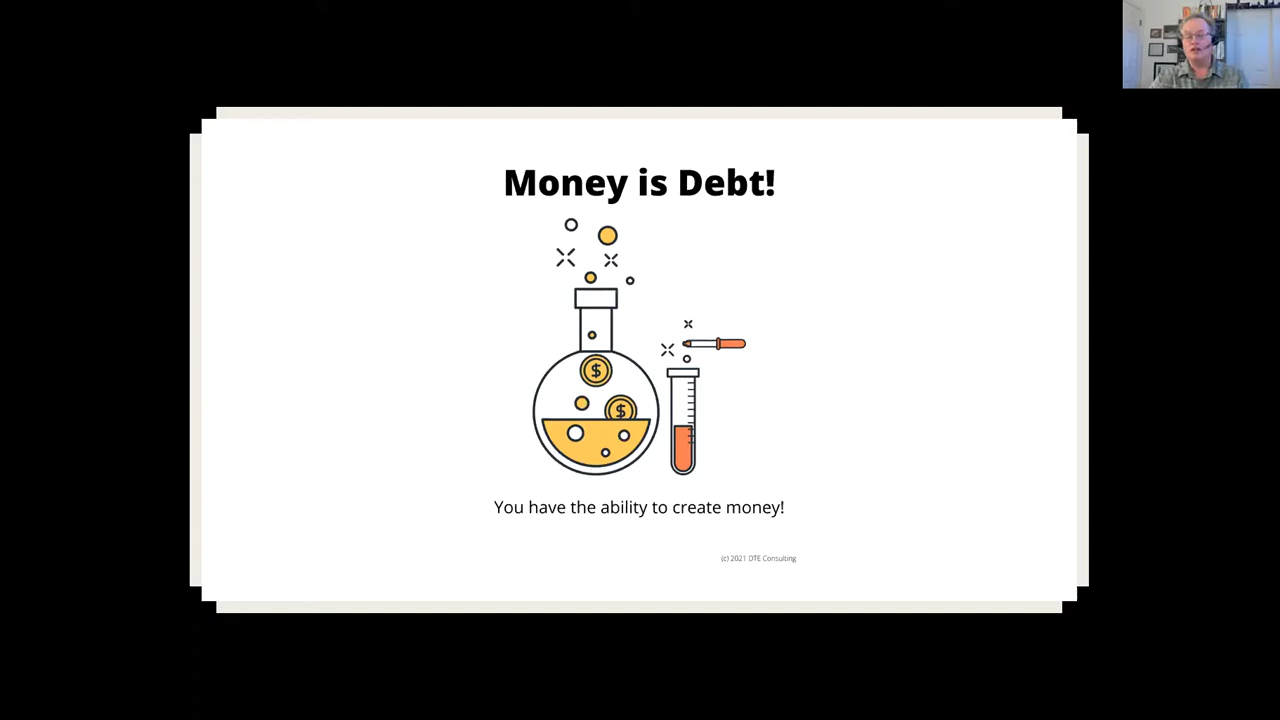 Money is Debt!
$
$
You have the ability to create money!
(c) 2021 DTE Consulting